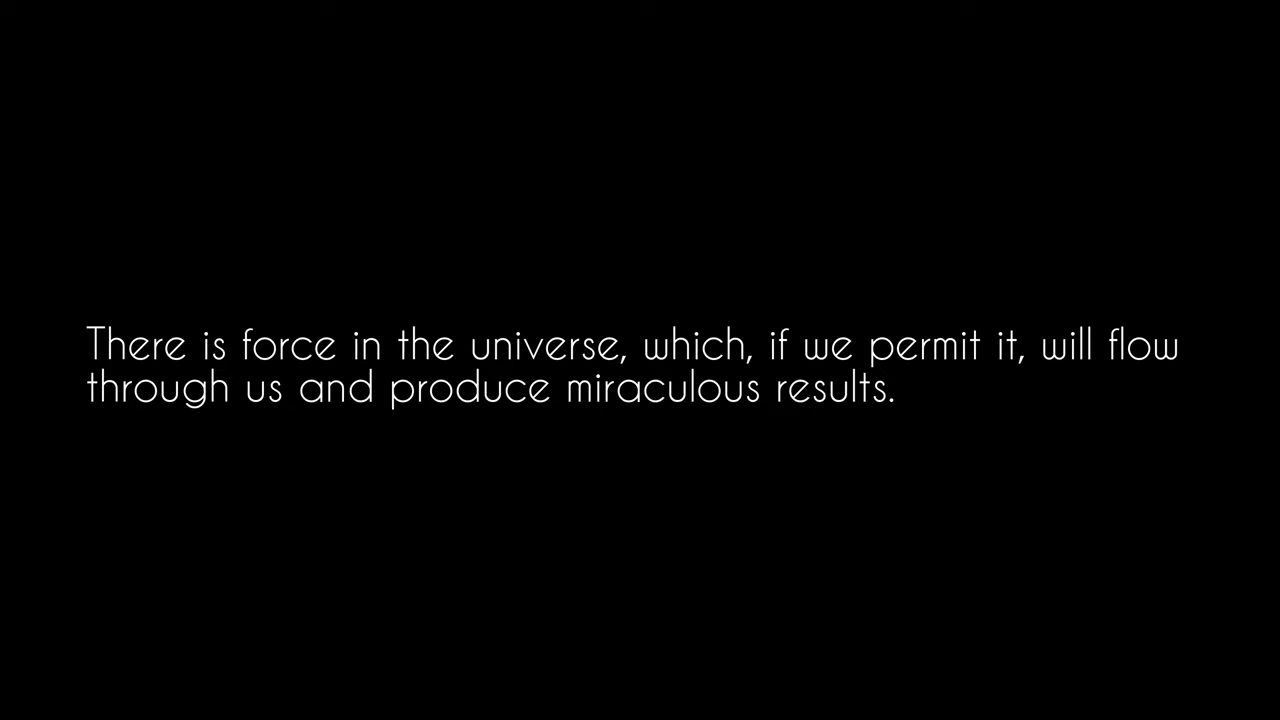 There is force in the universe, which, if we permit it, will flow
through us and produce miraculous results.